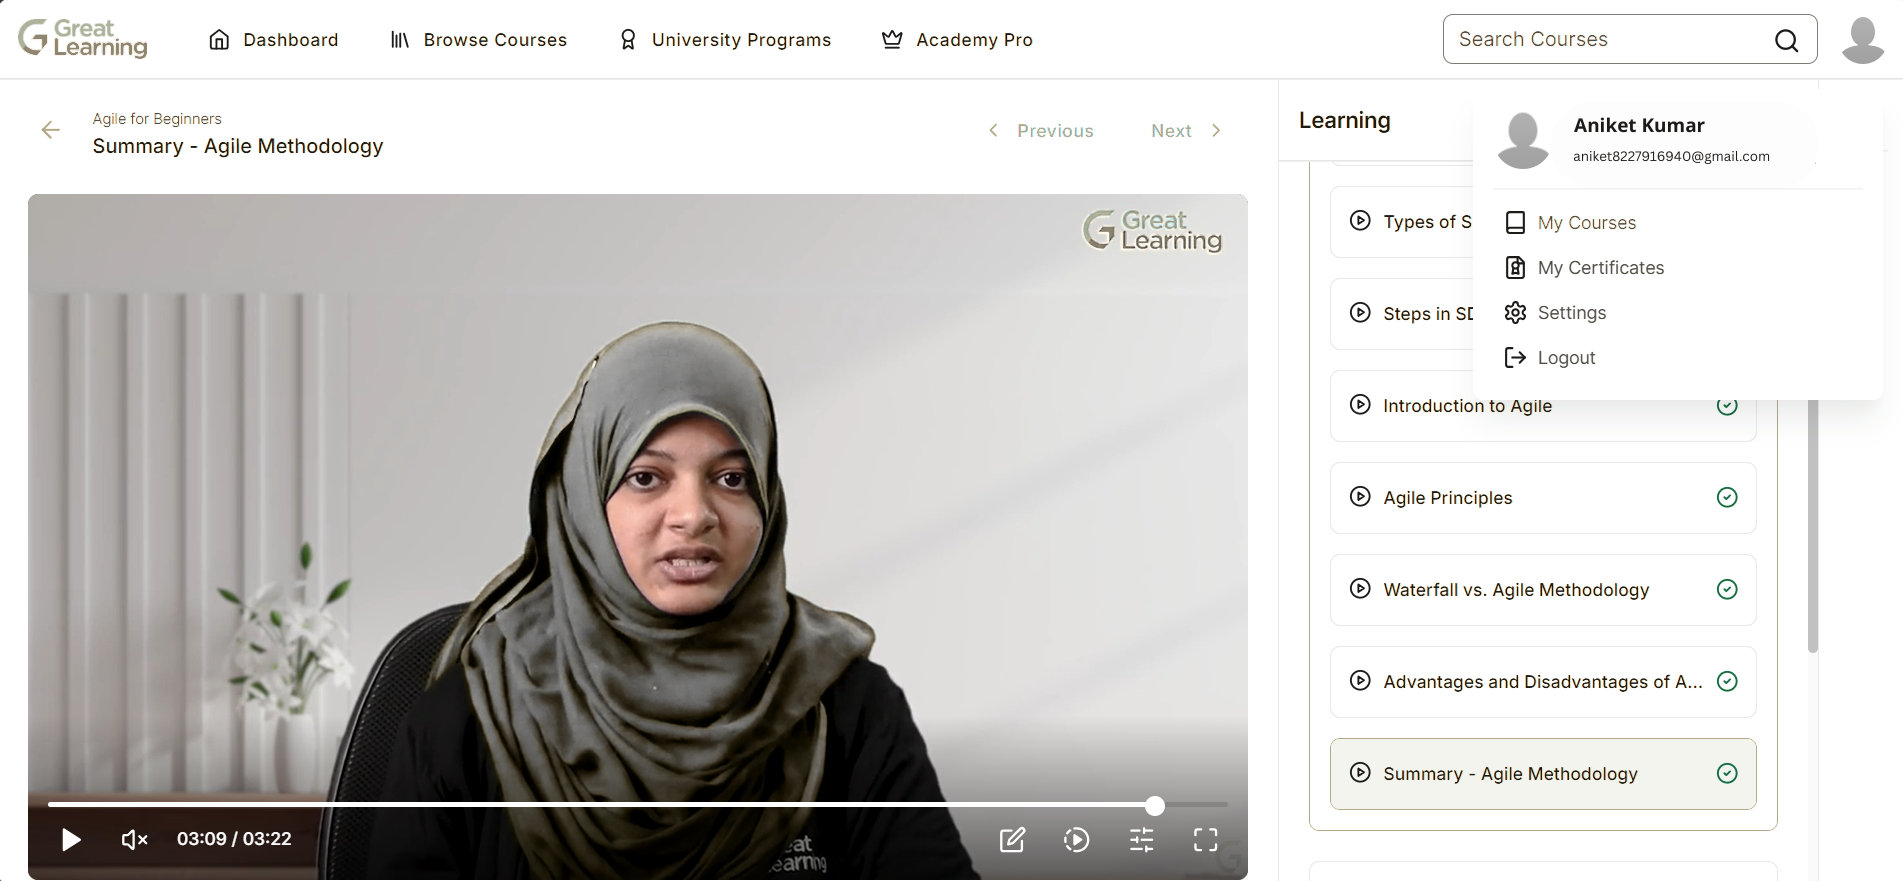 Great Learning
Dashboard
Browse Courses
University Programs
Academy Pro
Search Courses
Agile for Beginners
Summary - Agile Methodology
Previous
Next
Great Learning
03:09 / 03:22
Learning
Aniket Kumar
aniket8227916940@gmail.com
My Courses
My Certificates
Settings
Logout
Types of S
Steps in SD
Introduction to Agile
Agile Principles
Waterfall vs. Agile Methodology
Advantages and Disadvantages of A...
Summary - Agile Methodology